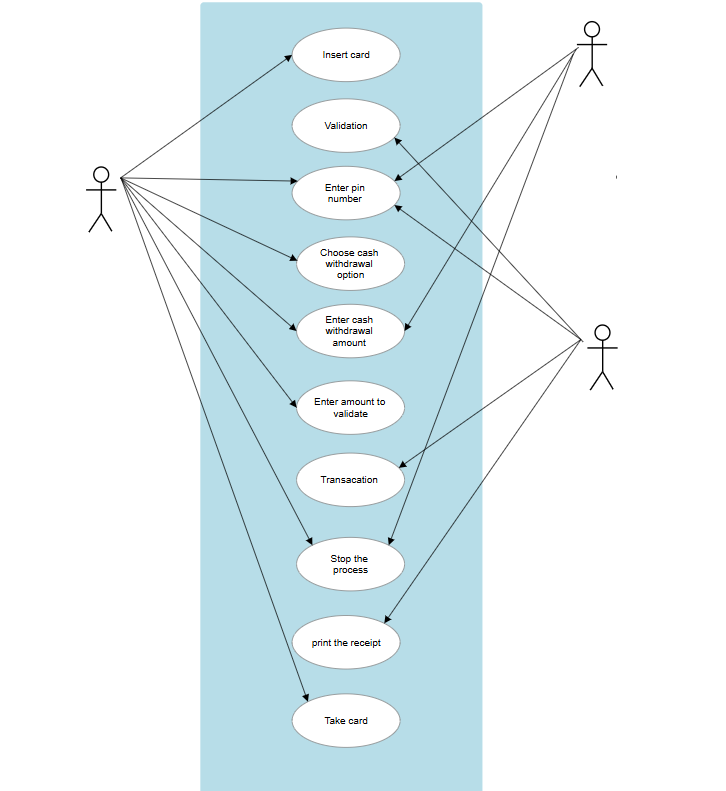 Insert card
Validation
Enter pin
number
Choose cash
withdrawal
option
Enter cash
withdrawal
amount
Enter amount to
validate
Transacation
Stop the
process
print the receipt
Take card